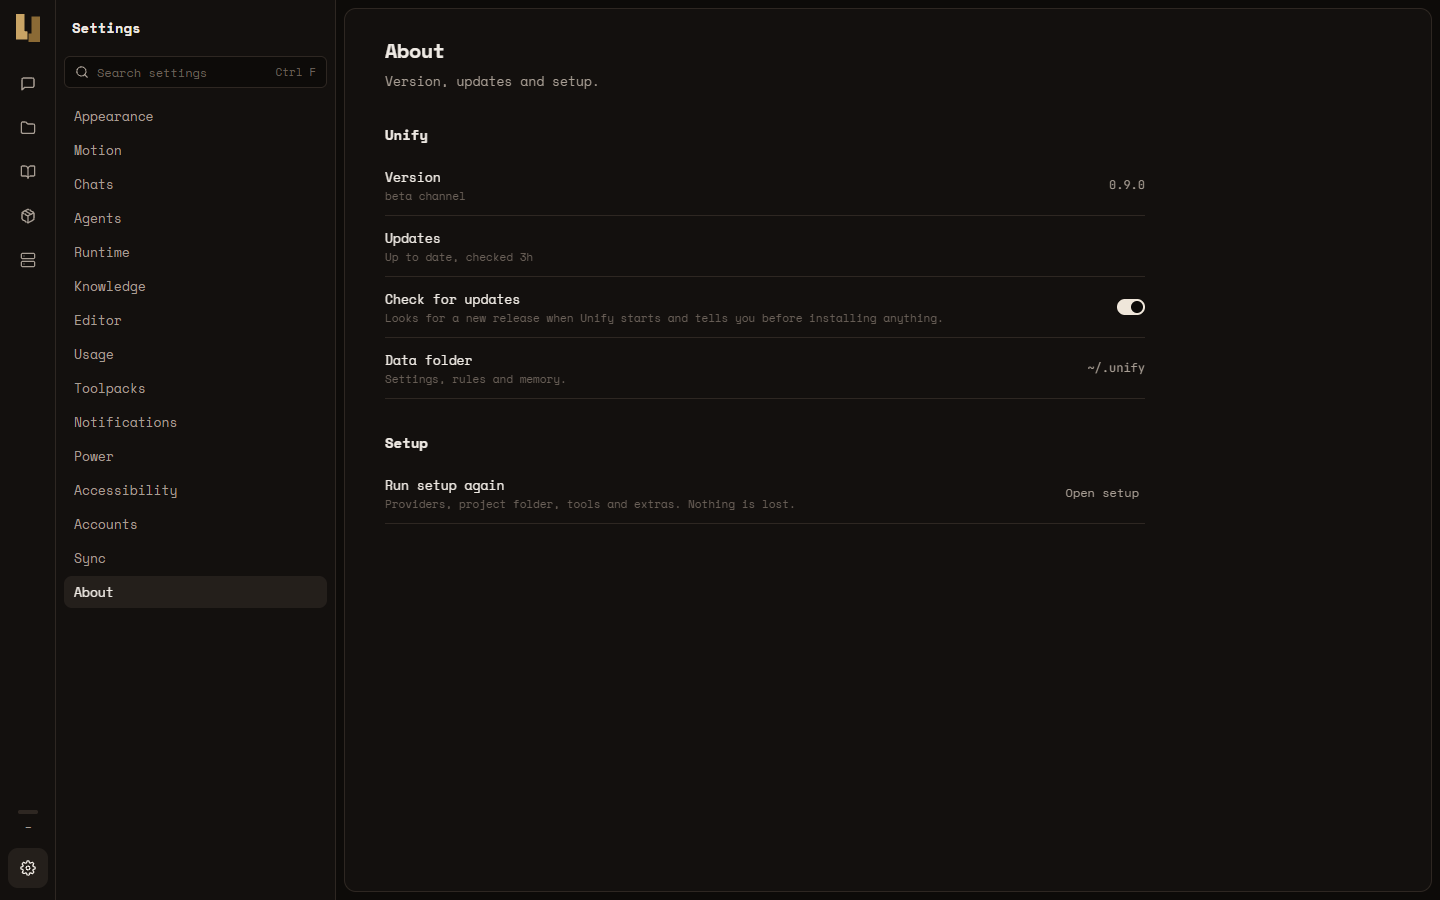 Settings
Search settings
Ctrl F
Appearance
Motion
Chats
Agents
Runtime
Knowledge
Editor
Usage
Toolpacks
Notifications
Power
Accessibility
Accounts
Sync
About
–
About
Version, updates and setup.
Unify
Version
beta channel
0.9.0
Updates
Up to date, checked 3h
Check for updates
Looks for a new release when Unify starts and tells you before installing anything.
Data folder
Settings, rules and memory.
~/.unify
Setup
Run setup again
Providers, project folder, tools and extras. Nothing is lost.
Open setup